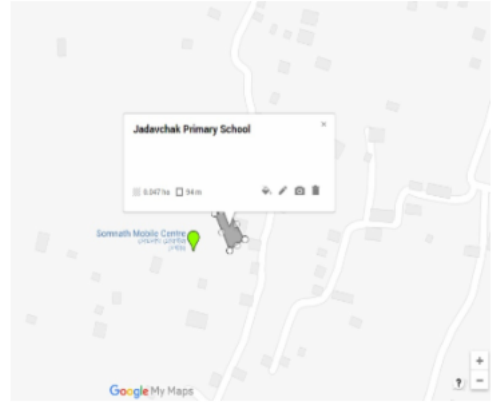 Jadavchak Primary School
×
0.047 ha 94 m
Somnath Mobile Centre
Google My Maps
+
?
−